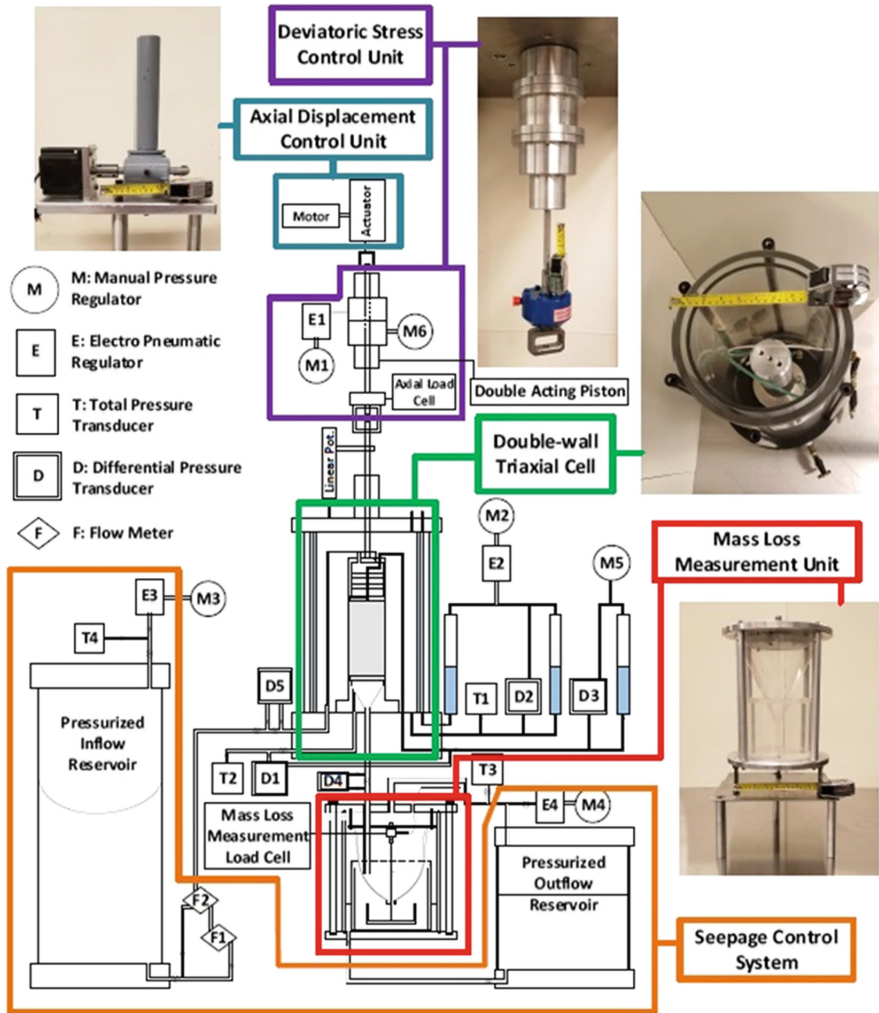 Deviatoric Stress
Control Unit
Axial Displacement
Control Unit
Motor
Actuator
M
M: Manual Pressure
Regulator
E
E: Electro Pneumatic
Regulator
T
T: Total Pressure
Transducer
D
D: Differential Pressure
Transducer
F
F: Flow Meter
E1
M1
M6
Axial Load
Cell
Double Acting Piston
Linear Pot.
Double-wall
Triaxial Cell
M2
E2
M5
Mass Loss
Measurement Unit
E3
M3
T4
Pressurized
Inflow
Reservoir
D5
T1
D2
D3
T2
D1
D4
T3
E4
M4
Mass Loss
Measurement
Load Cell
Pressurized
Outflow
Reservoir
F2
F1
Seepage Control
System